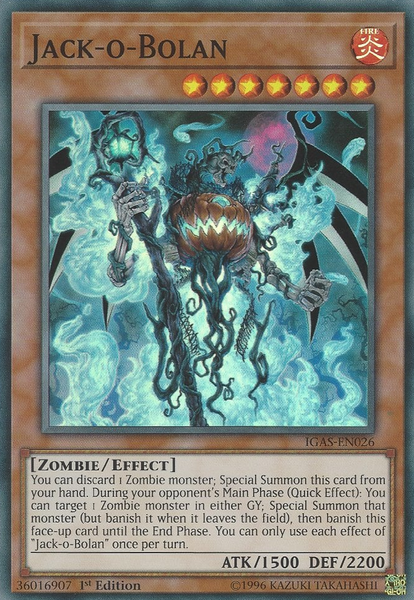 JACK-O-BOLAN
FIRE
炎
IGAS-EN026
[ZOMBIE/EFFECT]
You can discard 1 Zombie monster; Special Summon this card from
your hand. During your opponent's Main Phase (Quick Effect): You
can target 1 Zombie monster in either GY; Special Summon that
monster (but banish it when it leaves the field), then banish this
face-up card until the End Phase. You can only use each effect of
"Jack-o-Bolan" once per turn.
ATK/1500 DEF/2200
36016907 1st Edition ©1996 KAZUKI TAKAHASHI